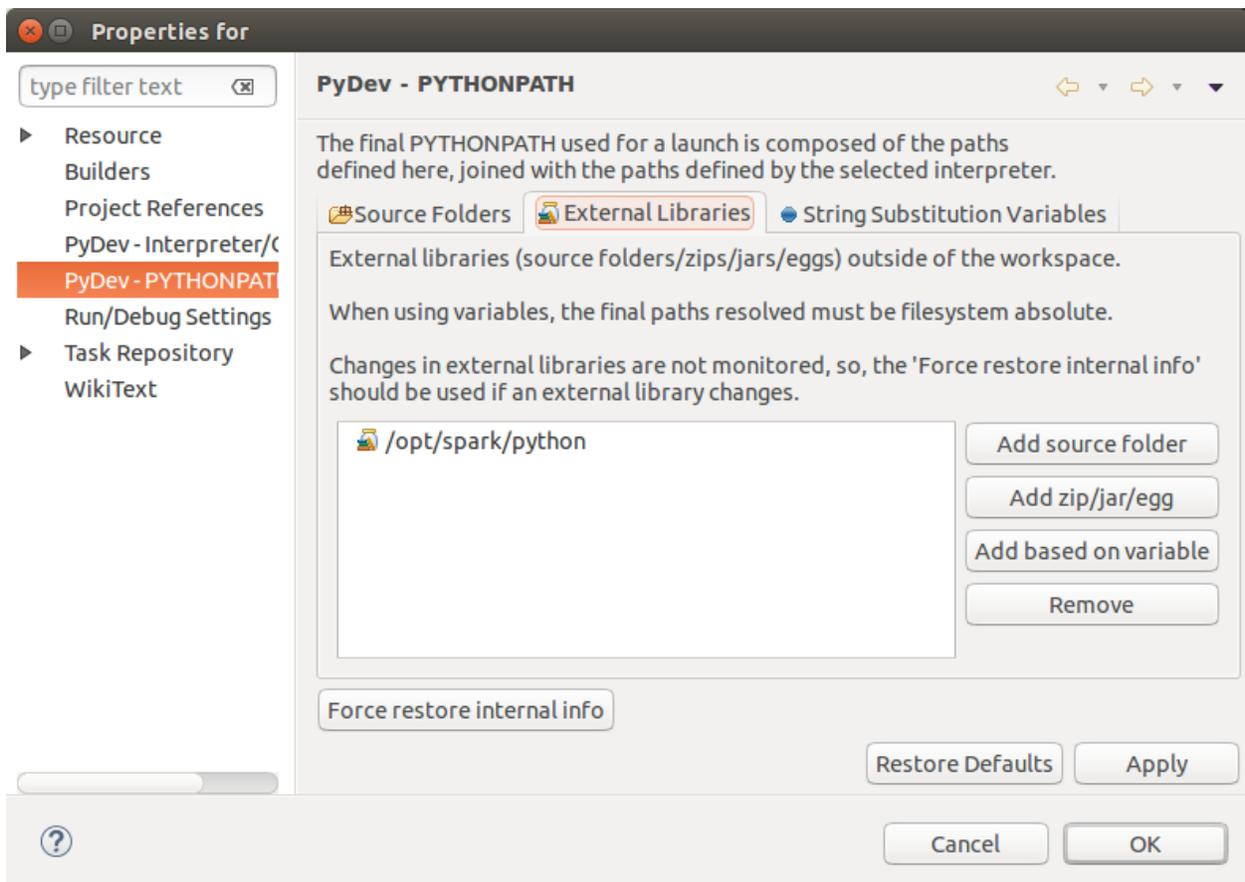 Properties for
type filter text
Resource
Builders
Project References
PyDev - Interpreter/
PyDev - PYTHONPAT
Run/Debug Settings
Task Repository
WikiText
PyDev - PYTHONPATH
The final PYTHONPATH used for a launch is composed of the paths
defined here, joined with the paths defined by the selected interpreter.
Source Folders
External Libraries
String Substitution Variables
External libraries (source folders/zips/jars/eggs) outside of the workspace.
When using variables, the final paths resolved must be filesystem absolute.
Changes in external libraries are not monitored, so, the 'Force restore internal info'
should be used if an external library changes.
/opt/spark/python
Add source folder
Add zip/jar/egg
Add based on variable
Remove
Force restore internal info
Restore Defaults
Apply
?
Cancel
OK